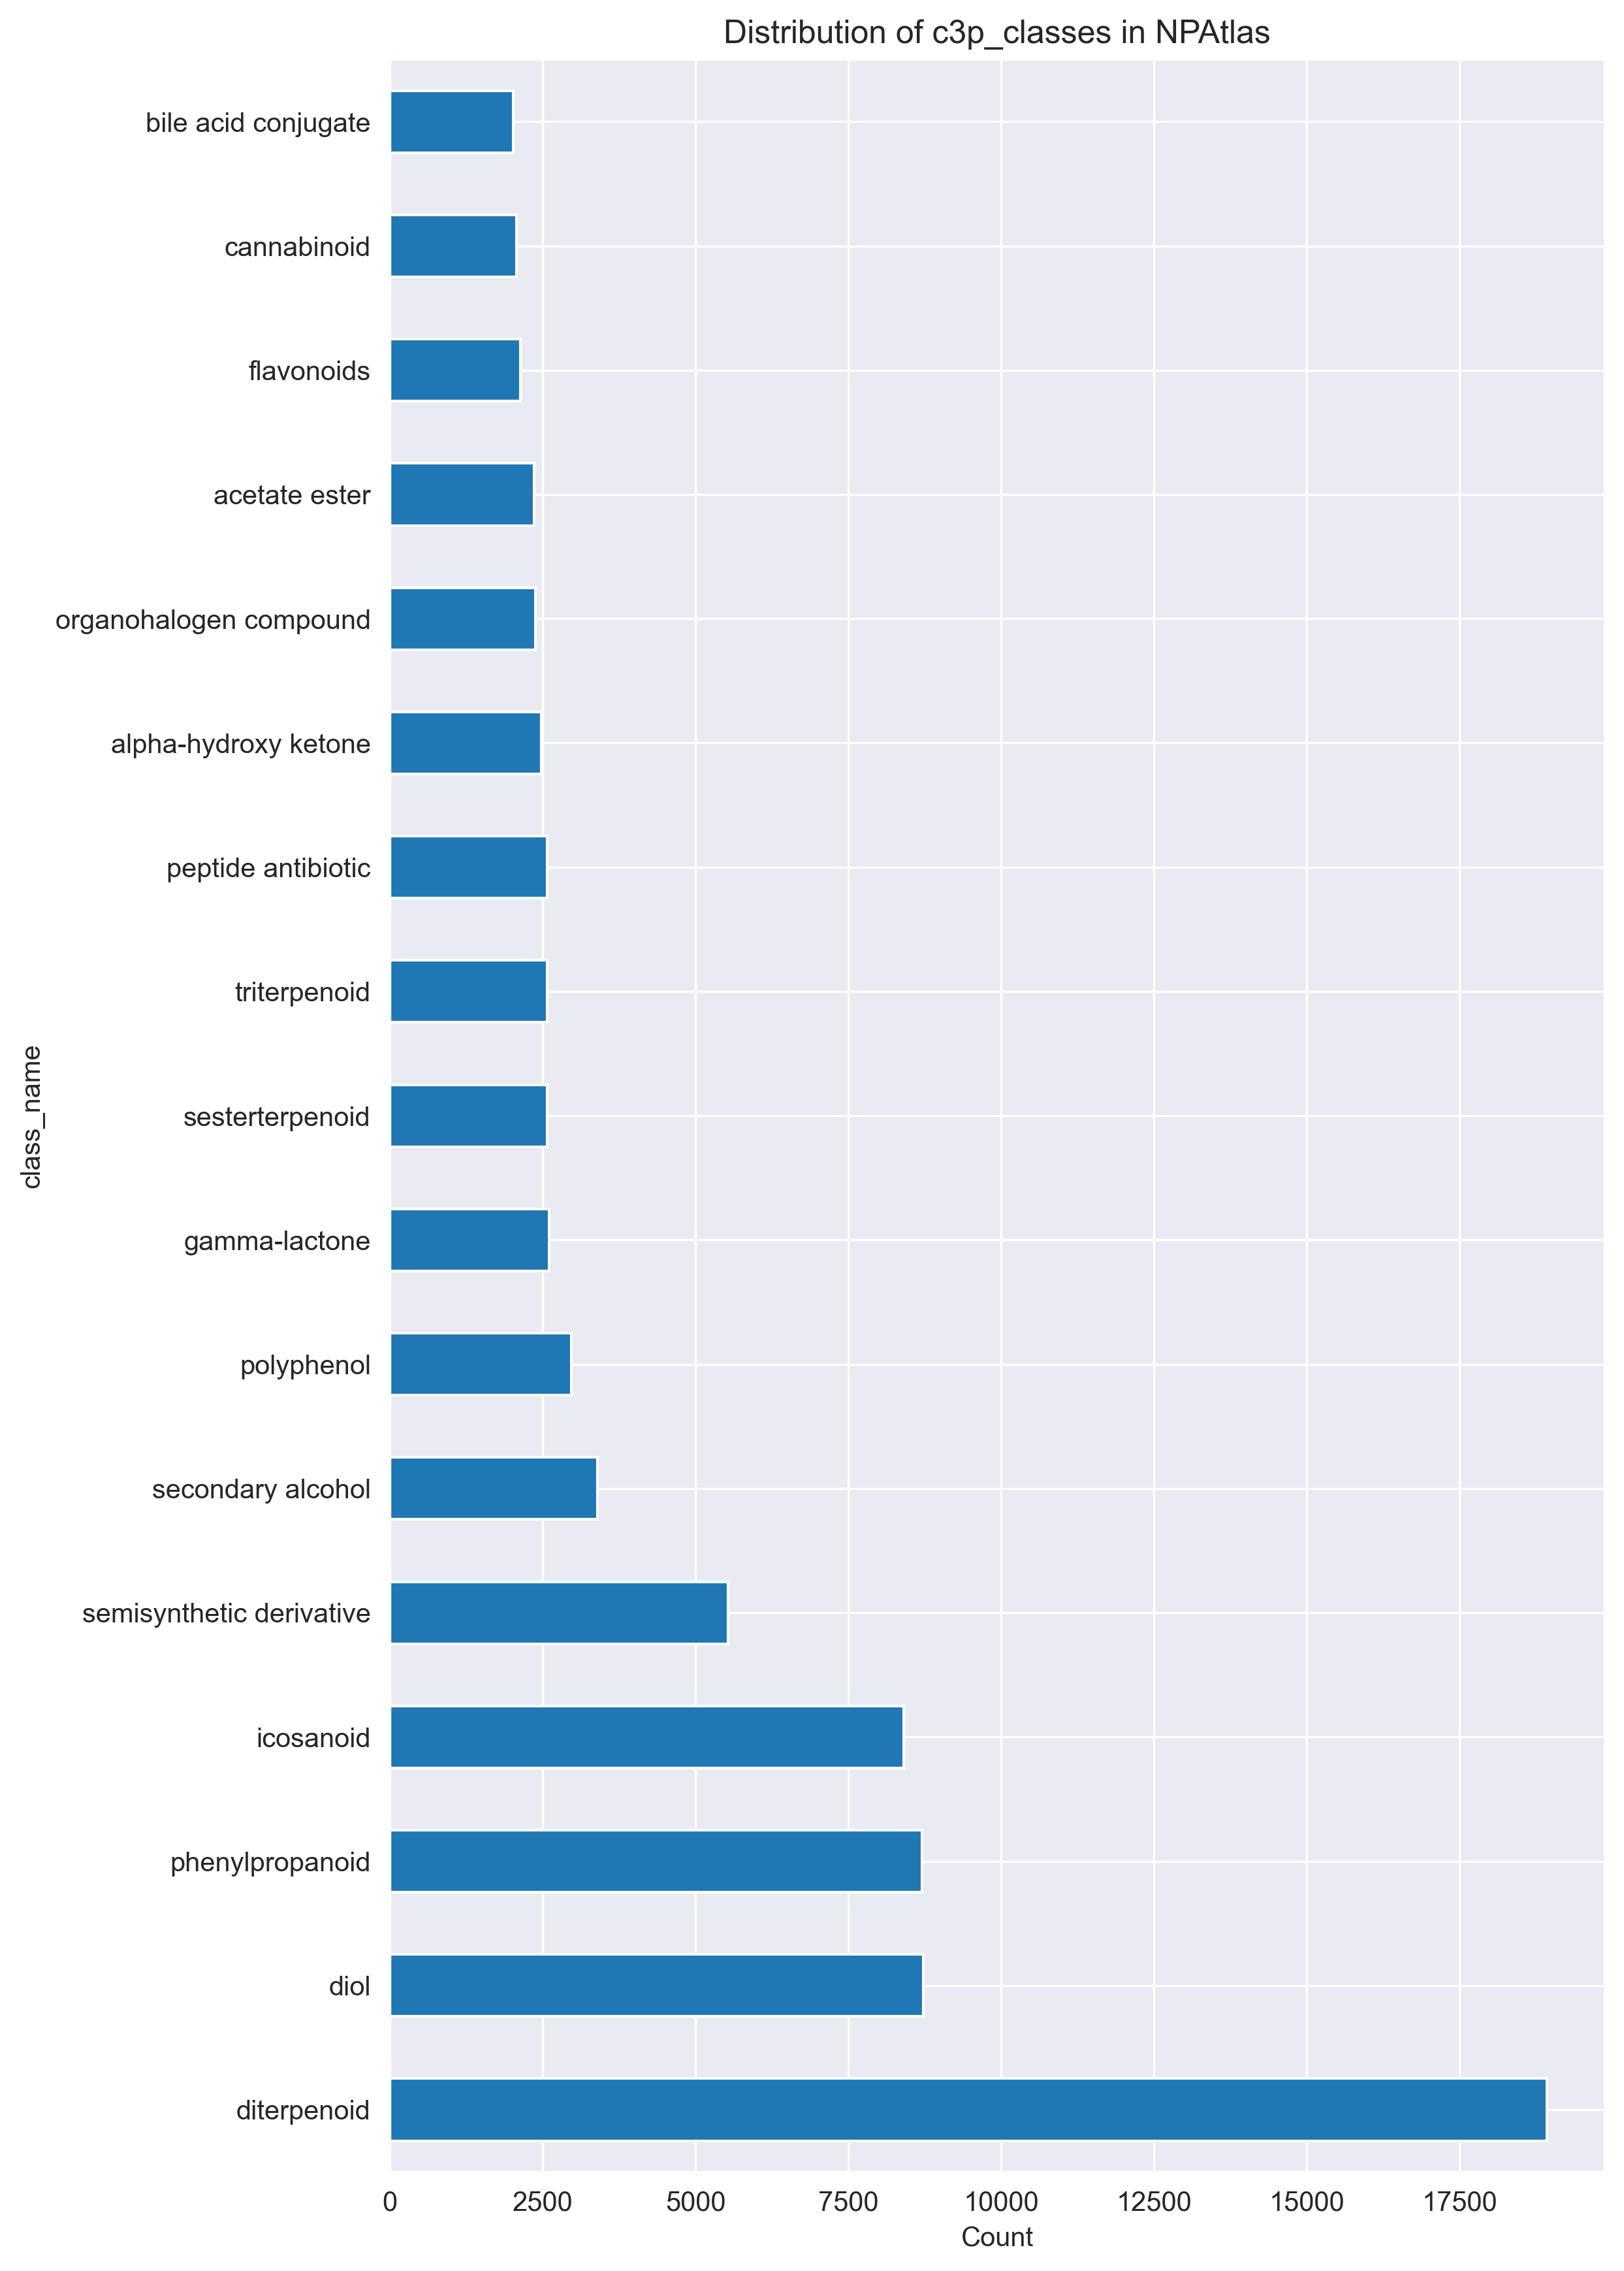 Distribution of c3p_classes in NPAtlas
bile acid conjugate
cannabinoid
flavonoids
acetate ester
organohalogen compound
alpha-hydroxy ketone
peptide antibiotic
triterpenoid
sesterterpenoid
gamma-lactone
polyphenol
secondary alcohol
semisynthetic derivative
icosanoid
phenylpropanoid
diol
diterpenoid
class_name
0 2500 5000 7500 10000 12500 15000 17500
Count